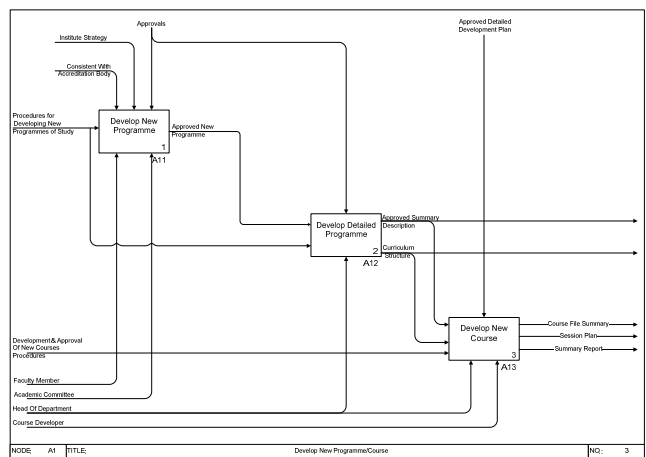 Approvals
Approved Detailed
Development Plan
Institute Strategy
Consistent With
Accreditation Body
Procedures for
Developing New
Programmes of Study
Develop New
Programme
1
A11
Approved New
Programme
Develop Detailed
Programme
2
A12
Approved Summary
Description
Curriculum
Structure
Develop New
Course
3
A13
Course File Summary
Session Plan
Summary Report
Development & Approval
Of New Courses
Procedures
Faculty Member
Academic Committee
Head Of Department
Course Developer
NODE: A1 TITLE: Develop New Programme/Course NO.: 3